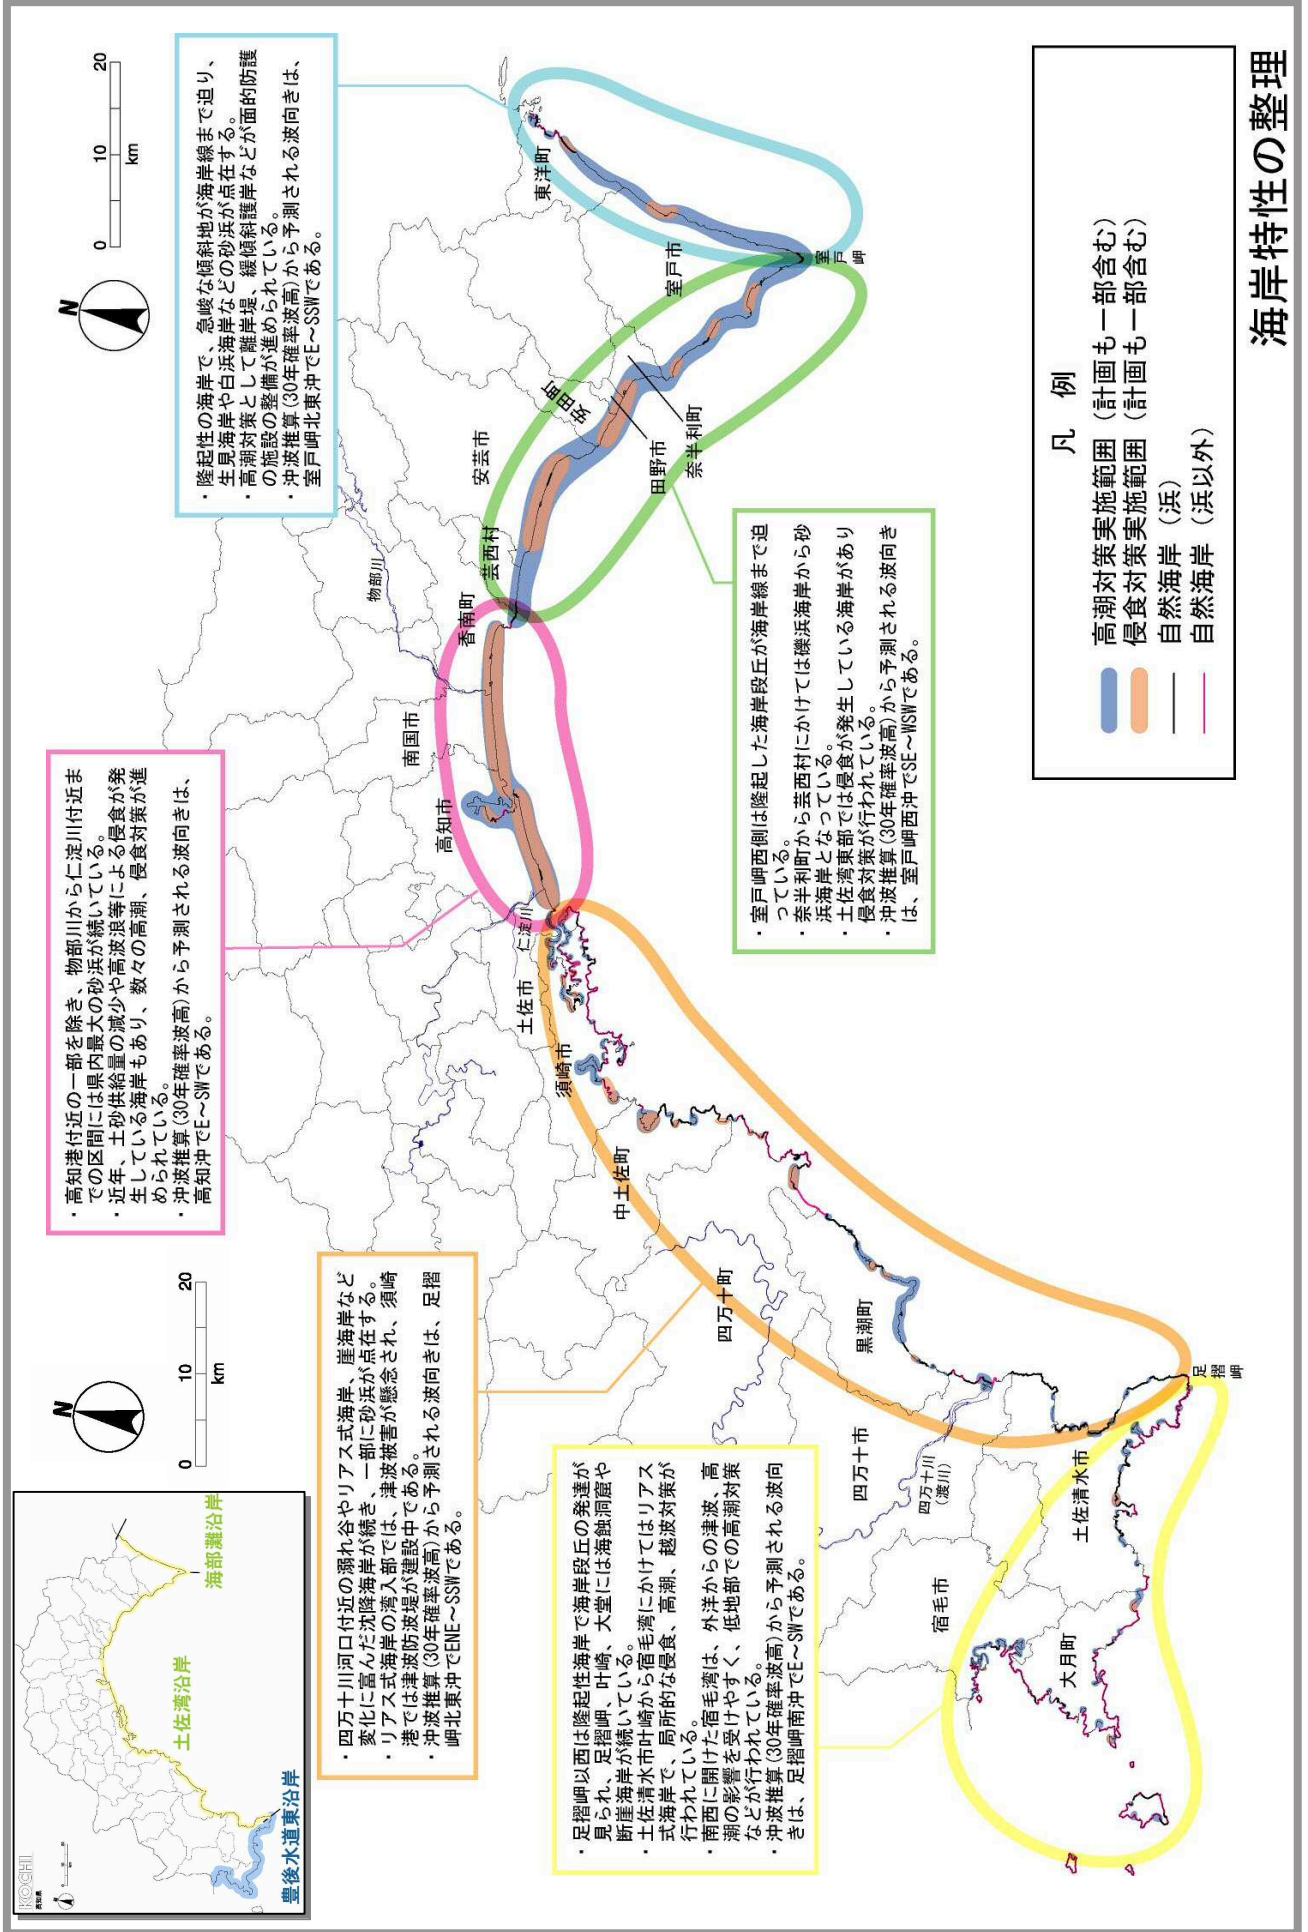 海岸特性の整理
KOCHI
高知県
豊後水道東沿岸
土佐湾沿岸
海部灘沿岸
N
0
10
20
km
N
0
10
20
km
・高知港付近の一部を除き、物部川から仁淀川付近ま
での区間には県内最大の砂浜が続いている。
・近年、土砂供給量の減少や高波浪等による侵食が発
生している海岸もあり、数々の高潮、侵食対策が進
められている。
・沖波推算(30年確率波高)から予測される波向きは、
高知沖でE～SWである。
・隆起性の海岸で、急峻な傾斜地が海岸線まで迫り、
生見海岸や白浜海岸などの砂浜が点在する。
・高潮対策として離岸堤、緩傾斜護岸などが面的防護
の施設の整備が進められている。
・沖波推算(30年確率波高)から予測される波向きは、
室戸岬北東沖でE～SSWである。
・四万十川河口付近の溺れ谷やリアス式海岸、崖海岸など
変化に富んだ沈降海岸が続き、一部に砂浜が点在する。
・リアス式海岸の湾入部では、津波被害が懸念され、須崎
港では津波防波堤が建設中である。
・沖波推算(30年確率波高)から予測される波向きは、足摺
岬北東沖でENE～SSWである。
・足摺岬以西は隆起性海岸で海岸段丘の発達が
見られ、足摺岬、叶崎、大堂には海蝕洞窟や
断崖海岸が続いている。
・土佐清水市叶崎から宿毛湾にかけてはリアス
式海岸で、局所的な侵食、高潮、越波対策が
行われている。
・南西に開けた宿毛湾は、外洋からの津波、高
潮の影響を受けやすく、低地部での高潮対策
などが行われている。
・沖波推算(30年確率波高)から予測される波向
きは、足摺岬南沖でE～SWである。
・室戸岬西側は隆起した海岸段丘が海岸線まで迫
っている。
・奈半利町から芸西村にかけては礫浜海岸から砂
浜海岸となっている。
・土佐湾東部では侵食が発生している海岸があり
侵食対策が行われている。
・沖波推算(30年確率波高)から予測される波向き
は、室戸岬西沖でSE～WSWである。
宿毛市
大月町
土佐清水市
足摺岬
四万十市
四万十川
(渡川)
黒潮町
四万十町
中土佐町
須崎市
土佐市
仁淀川
高知市
南国市
物部川
香南町
芸西村
安芸市
安田町
田野市
奈半利町
室戸市
室戸岬
東洋町
凡 例
高潮対策実施範囲（計画も一部含む）
侵食対策実施範囲（計画も一部含む）
自然海岸（浜）
自然海岸（浜以外）